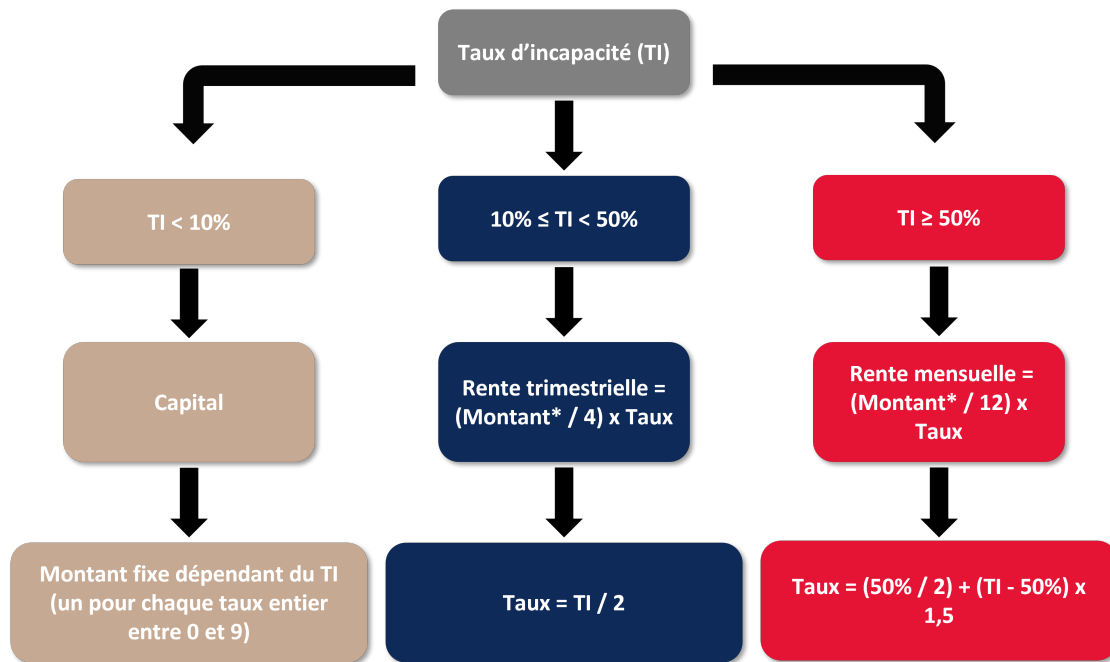 Taux d’incapacité (TI)
TI < 10%
10% ≤ TI < 50%
TI ≥ 50%
Capital
Rente trimestrielle =
(Montant* / 4) x Taux
Rente mensuelle =
(Montant* / 12) x
Taux
Montant fixe dépendant du TI
(un pour chaque taux entier
entre 0 et 9)
Taux = TI / 2
Taux = (50% / 2) + (TI - 50%) x
1,5